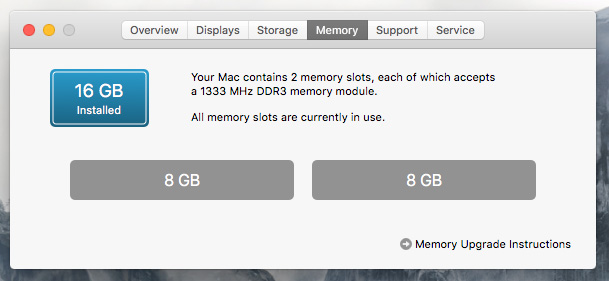 Overview Displays Storage Memory Support Service
16 GB
Installed
Your Mac contains 2 memory slots, each of which accepts
a 1333 MHz DDR3 memory module.
All memory slots are currently in use.
8 GB 8 GB
Memory Upgrade Instructions